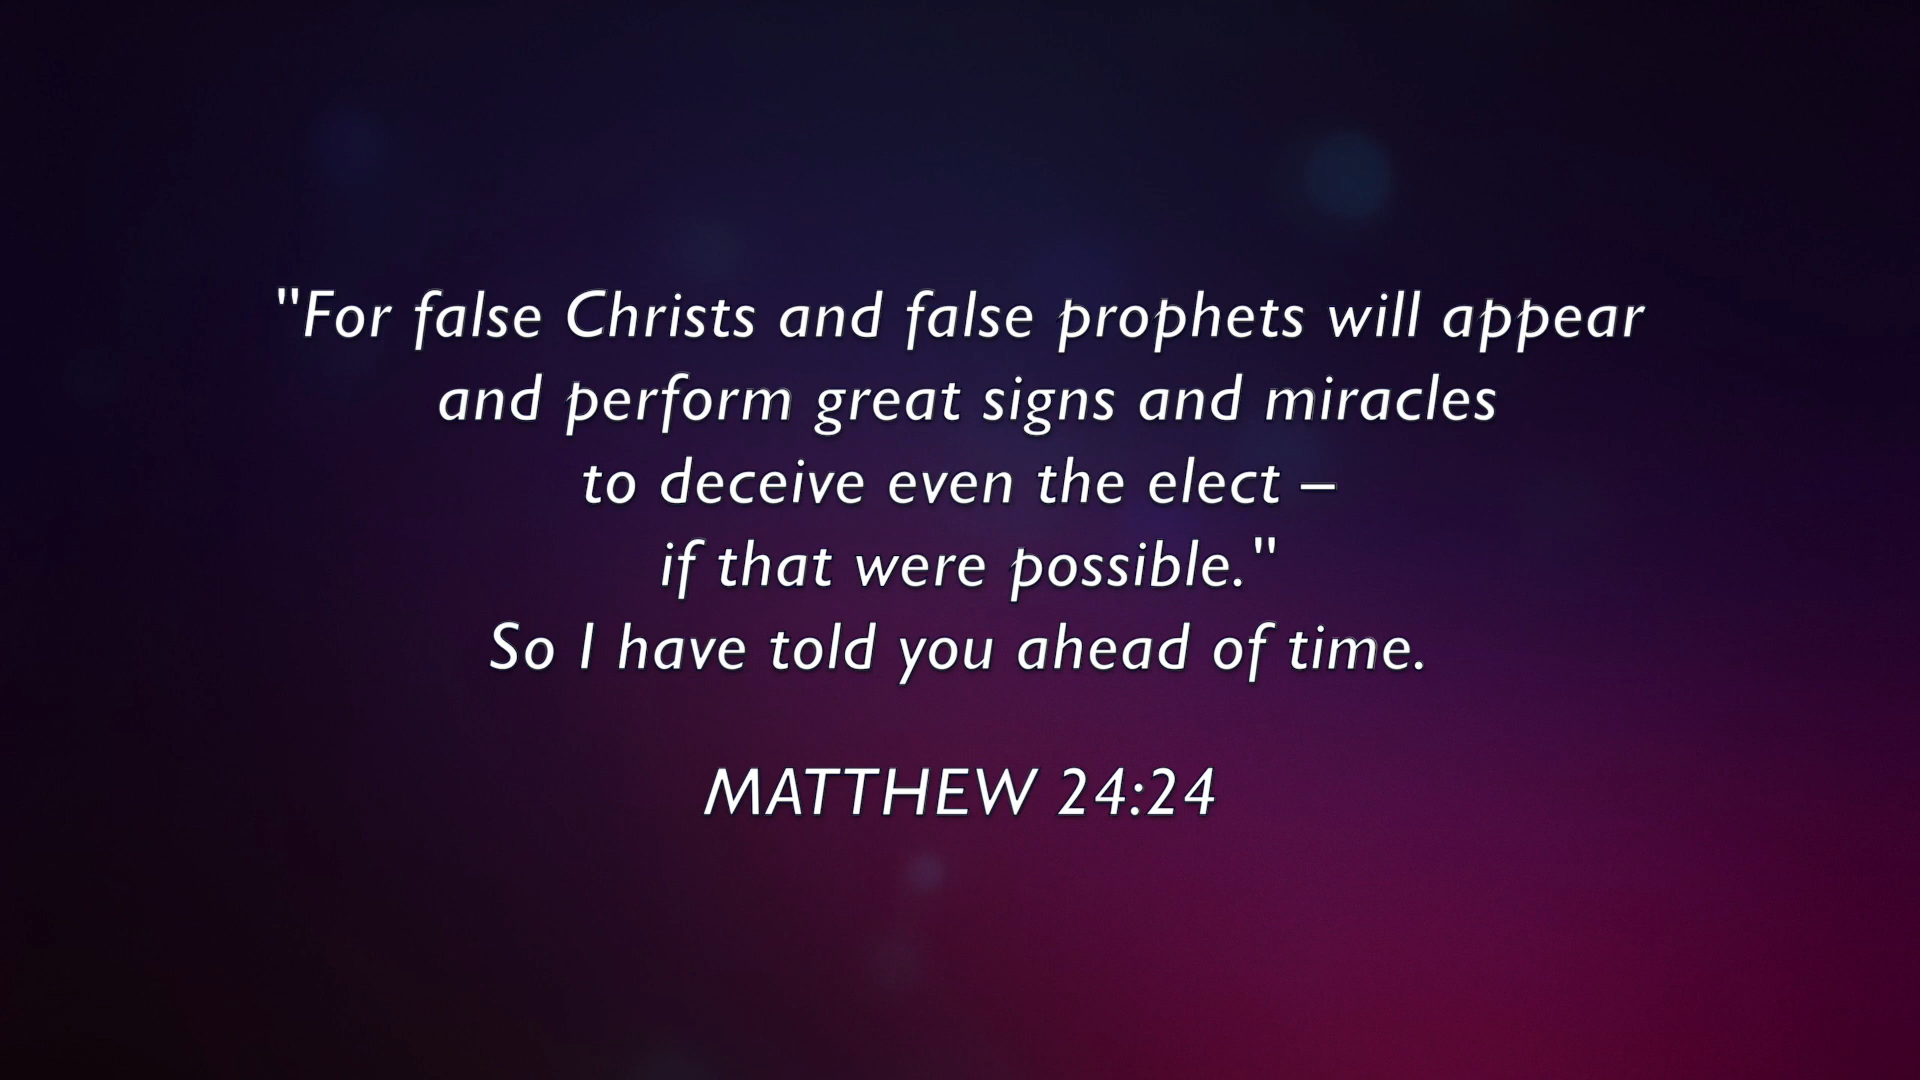 "For false Christs and false prophets will appear
and perform great signs and miracles
to deceive even the elect –
if that were possible."
So I have told you ahead of time.
MATTHEW 24:24